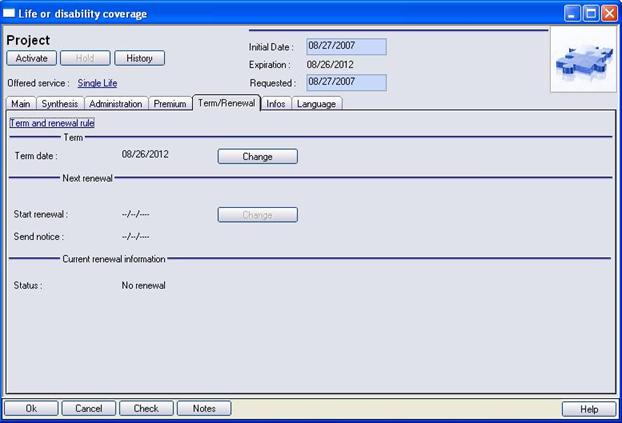 Life or disability coverage
Project
Activate Hold History
Initial Date : 08/27/2007
Expiration : 08/26/2012
Offered service : Single Life
Requested : 08/27/2007
Main Synthesis Administration Premium Term/Renewal Infos Language
Term and renewal rule
Term
Term date : 08/26/2012 Change
Next renewal
Start renewal : --/--/---- Change
Send notice : --/--/----
Current renewal information
Status : No renewal
Ok Cancel Check Notes Help